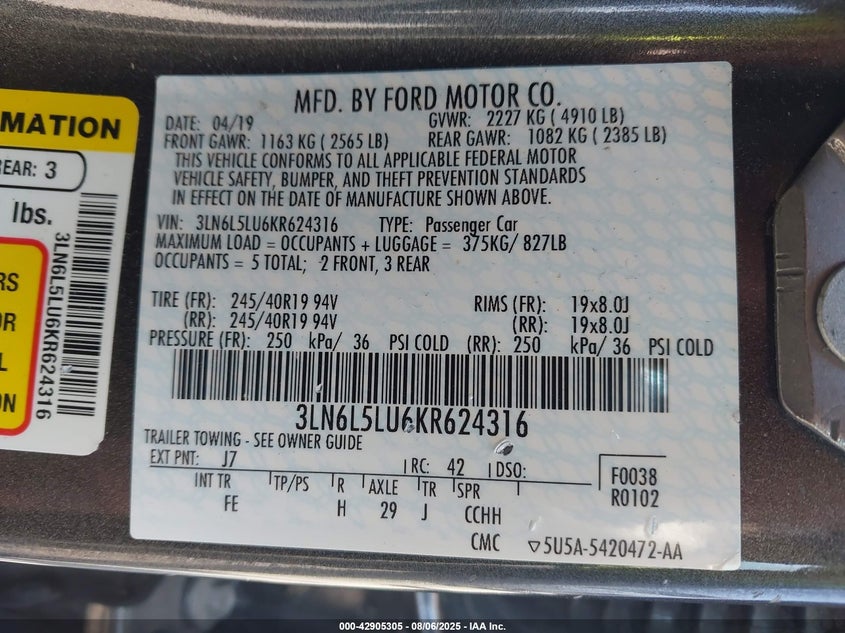 MATION
REAR: 3
lbs.
3LN6L5LU6KR624316
RS
OR
L
ON
MFD. BY FORD MOTOR CO.
DATE: 04/19 GVWR: 2227 KG ( 4910 LB)
FRONT GAWR: 1163 KG ( 2565 LB) REAR GAWR: 1082 KG ( 2385 LB)
THIS VEHICLE CONFORMS TO ALL APPLICABLE FEDERAL MOTOR
VEHICLE SAFETY, BUMPER, AND THEFT PREVENTION STANDARDS
IN EFFECT ON THE DATE OF MANUFACTURE SHOWN ABOVE.
VIN: 3LN6L5LU6KR624316 TYPE: Passenger Car
MAXIMUM LOAD = OCCUPANTS + LUGGAGE = 375KG/ 827LB
OCCUPANTS = 5 TOTAL; 2 FRONT, 3 REAR
TIRE (FR): 245/40R19 94V RIMS (FR): 19x8.0J
(RR): 245/40R19 94V (RR): 19x8.0J
PRESSURE (FR): 250 kPa/ 36 PSI COLD (RR): 250 kPa/ 36 PSI COLD
3LN6L5LU6KR624316
TRAILER TOWING - SEE OWNER GUIDE
EXT PNT: J7 RC: 42 DSO: F0038
INT TR TP/PS R AXLE TR SPR R0102
FE H 29 J CCHH
CMC ▽5U5A-5420472-AA
000-42905305 - 08/06/2025 - IAA Inc.